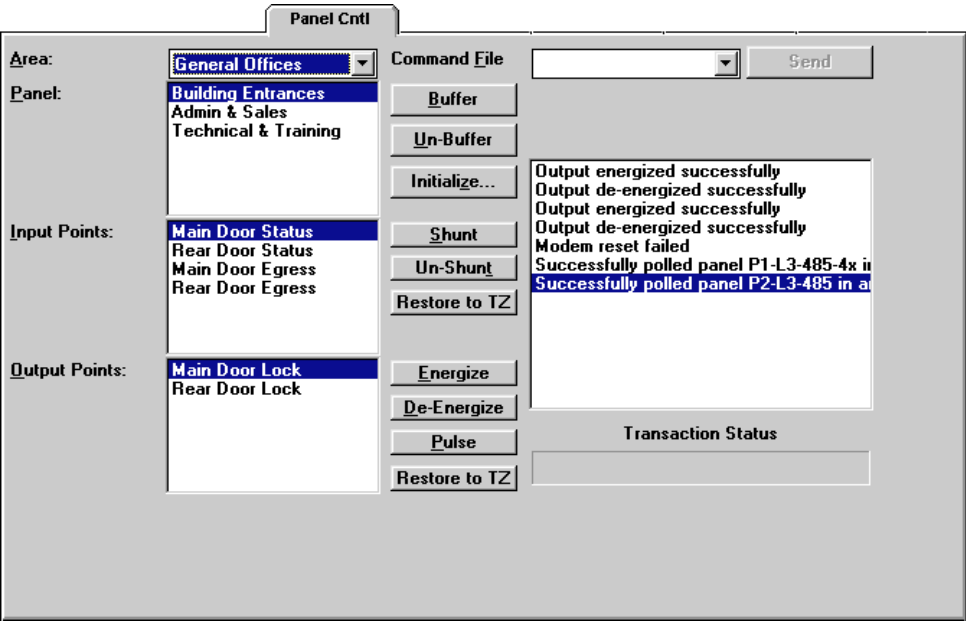 Panel Cntl
Area:
General Offices
Command File
Send
Panel:
Building Entrances
Admin & Sales
Technical & Training
Buffer
Un-Buffer
Initialize...
Output energized successfully
Output de-energized successfully
Output energized successfully
Output de-energized successfully
Modem reset failed
Successfully polled panel P1-L3-485-4x
Successfully polled panel P2-L3-485 in
Input Points:
Main Door Status
Rear Door Status
Main Door Egress
Rear Door Egress
Shunt
Un-Shunt
Restore to TZ
Output Points:
Main Door Lock
Rear Door Lock
Energize
De-Energize
Pulse
Restore to TZ
Transaction Status